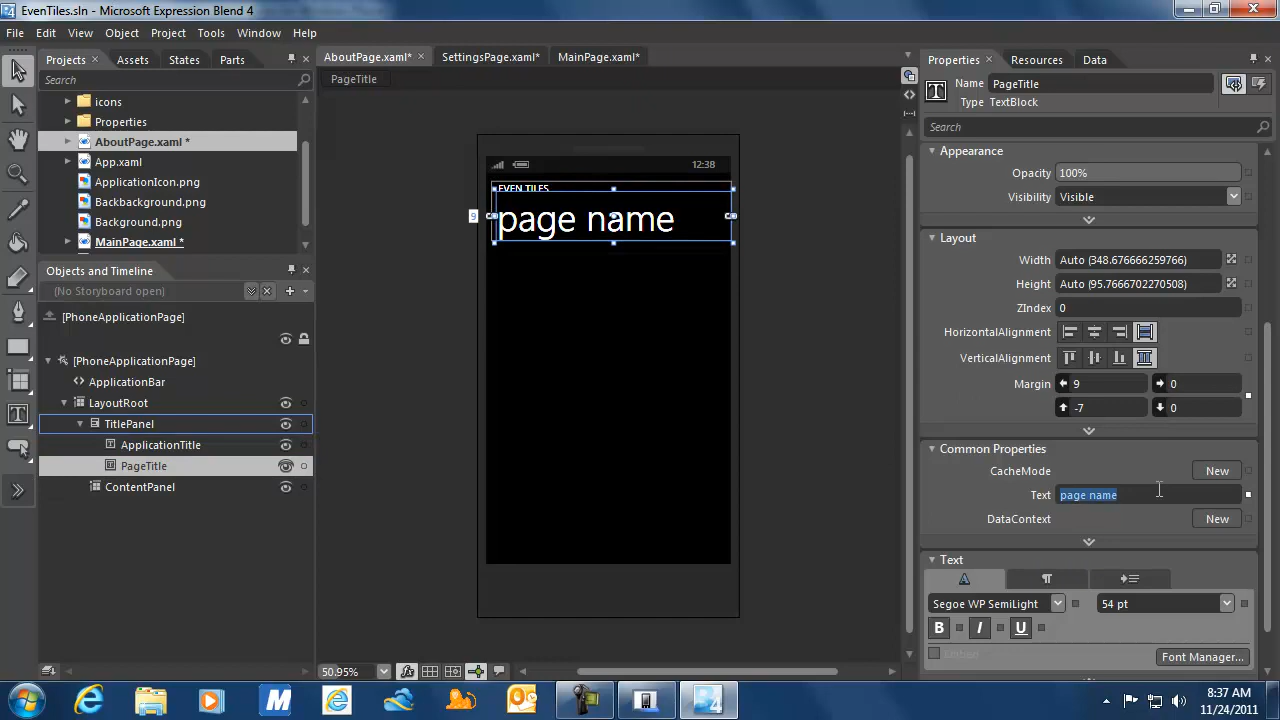 EvenTiles.sln - Microsoft Expression Blend 4
File Edit View Object Project Tools Window Help
Projects Assets States Parts
Search
icons
Properties
AboutPage.xaml *
App.xaml
ApplicationIcon.png
Backbackground.png
Background.png
MainPage.xaml *
Objects and Timeline
(No Storyboard open)
[PhoneApplicationPage]
[PhoneApplicationPage]
ApplicationBar
LayoutRoot
TitlePanel
ApplicationTitle
PageTitle
ContentPanel
AboutPage.xaml* SettingsPage.xaml* MainPage.xaml*
PageTitle
12:38
EVEN TILES
9
page name
50.95%
Properties Resources Data
Name PageTitle
Type TextBlock
Search
Appearance
Opacity 100%
Visibility Visible
Layout
Width Auto (348.676666259766)
Height Auto (95.7666702270508)
ZIndex 0
HorizontalAlignment
VerticalAlignment
Margin 9 0
-7 0
Common Properties
CacheMode New
Text page name
DataContext New
Text
Segoe WP SemiLight 54 pt
B I U
Font Manager...
8:37 AM
11/24/2011